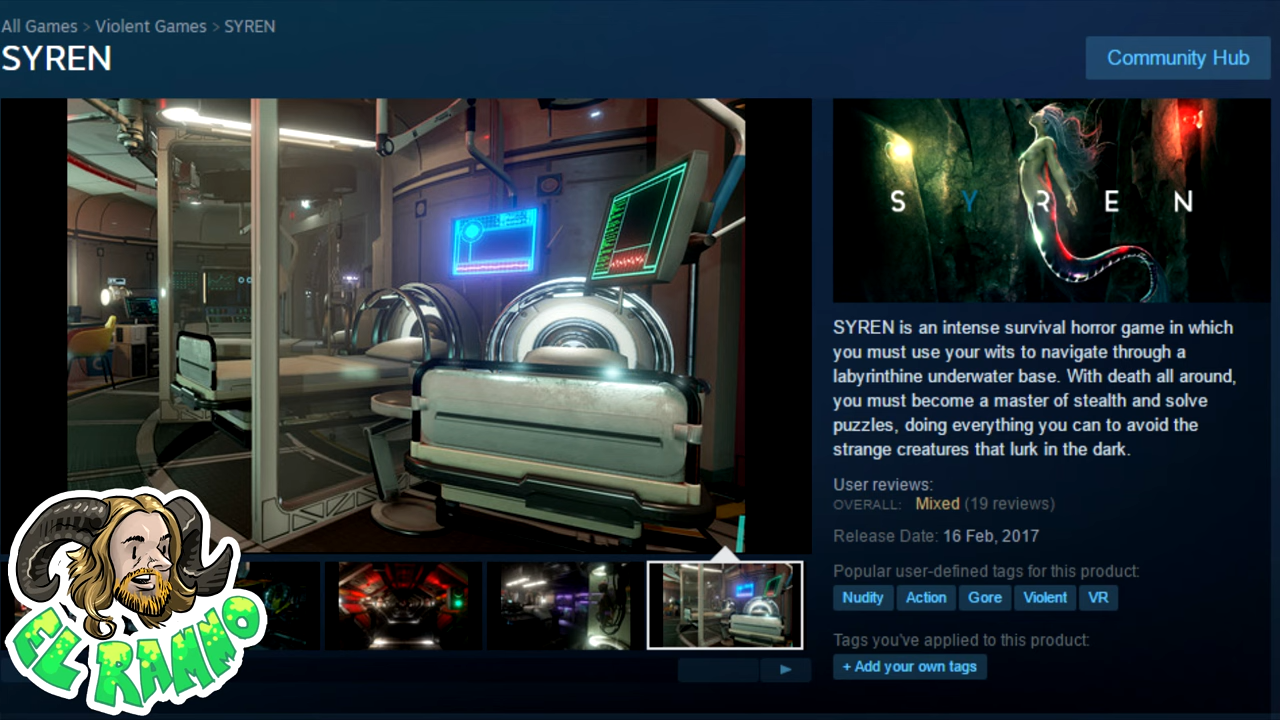 All Games > Violent Games > SYREN
SYREN
Community Hub
SYREN
SYREN is an intense survival horror game in which
you must use your wits to navigate through a
labyrinthine underwater base. With death all around,
you must become a master of stealth and solve
puzzles, doing everything you can to avoid the
strange creatures that lurk in the dark.
User reviews:
OVERALL: Mixed (19 reviews)
Release Date: 16 Feb, 2017
Popular user-defined tags for this product:
Nudity Action Gore Violent VR
Tags you've applied to this product:
+ Add your own tags
EL RAMMO